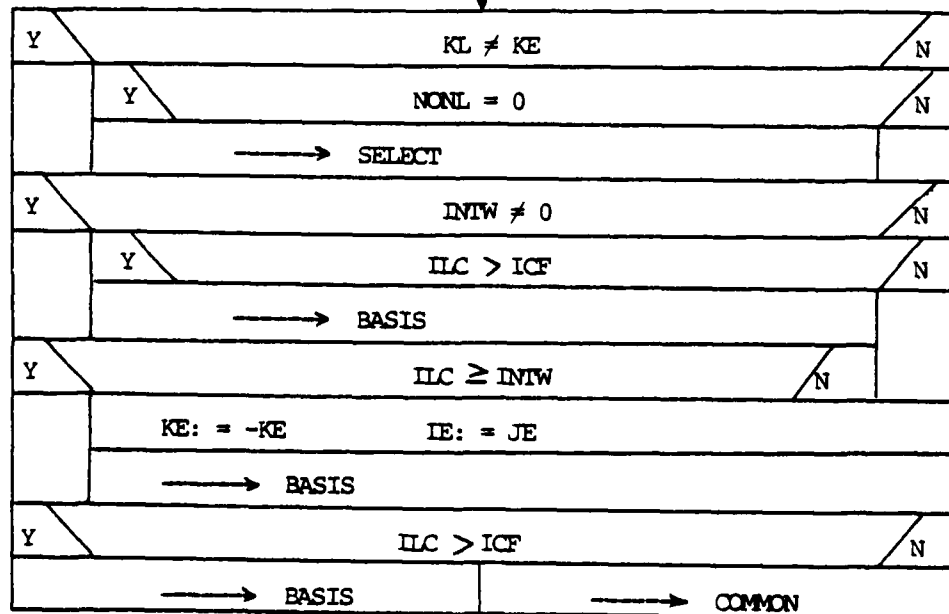 Y KL ≠ KE N
Y NONL = 0 N
⟶ SELECT
Y INTW ≠ 0 N
Y ILC > ICF N
⟶ BASIS
Y ILC ≥ INTW N
KE: = -KE IE: = JE
⟶ BASIS
Y ILC > ICF N
⟶ BASIS ⟶ COMMON